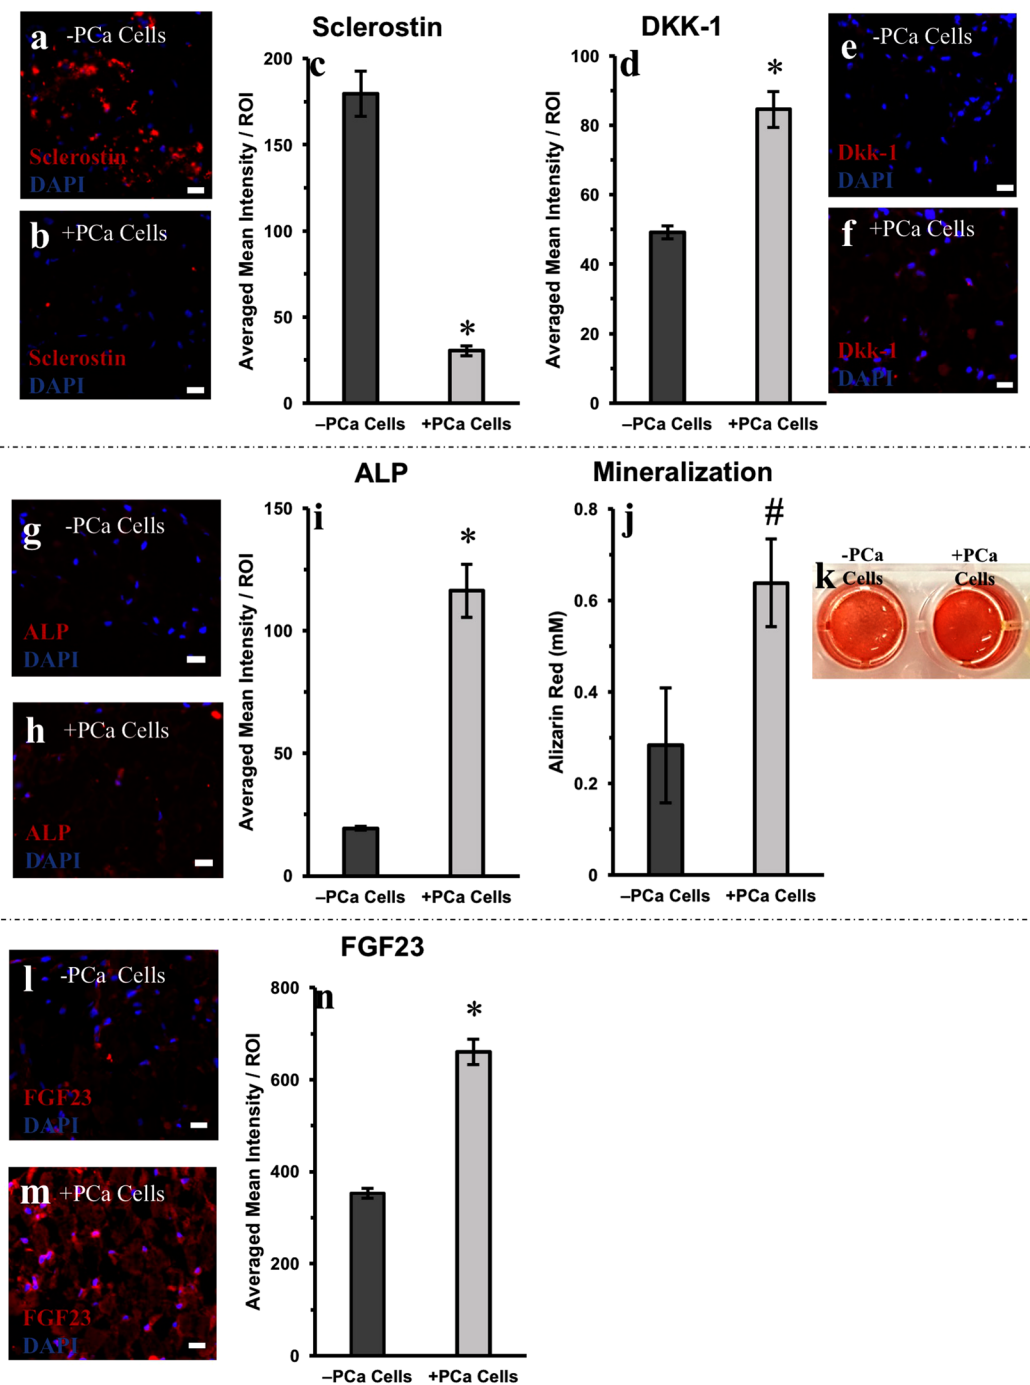 a -PCa Cells
Sclerostin
DAPI
b +PCa Cells
Sclerostin
DAPI
Sclerostin
c
Averaged Mean Intensity / ROI
200
150
100
50
0
–PCa Cells +PCa Cells
*
DKK-1
d
Averaged Mean Intensity / ROI
100
80
60
40
20
0
–PCa Cells +PCa Cells
*
e -PCa Cells
Dkk-1
DAPI
f +PCa Cells
Dkk-1
DAPI
g -PCa Cells
ALP
DAPI
h +PCa Cells
ALP
DAPI
ALP
i
Averaged Mean Intensity / ROI
150
100
50
0
–PCa Cells +PCa Cells
*
Mineralization
j
Alizarin Red (mM)
0.8
0.6
0.4
0.2
0
–PCa Cells +PCa Cells
#
k
-PCa
Cells
+PCa
Cells
l -PCa Cells
FGF23
DAPI
m +PCa Cells
FGF23
DAPI
FGF23
n
Averaged Mean Intensity / ROI
800
600
400
200
0
–PCa Cells +PCa Cells
*